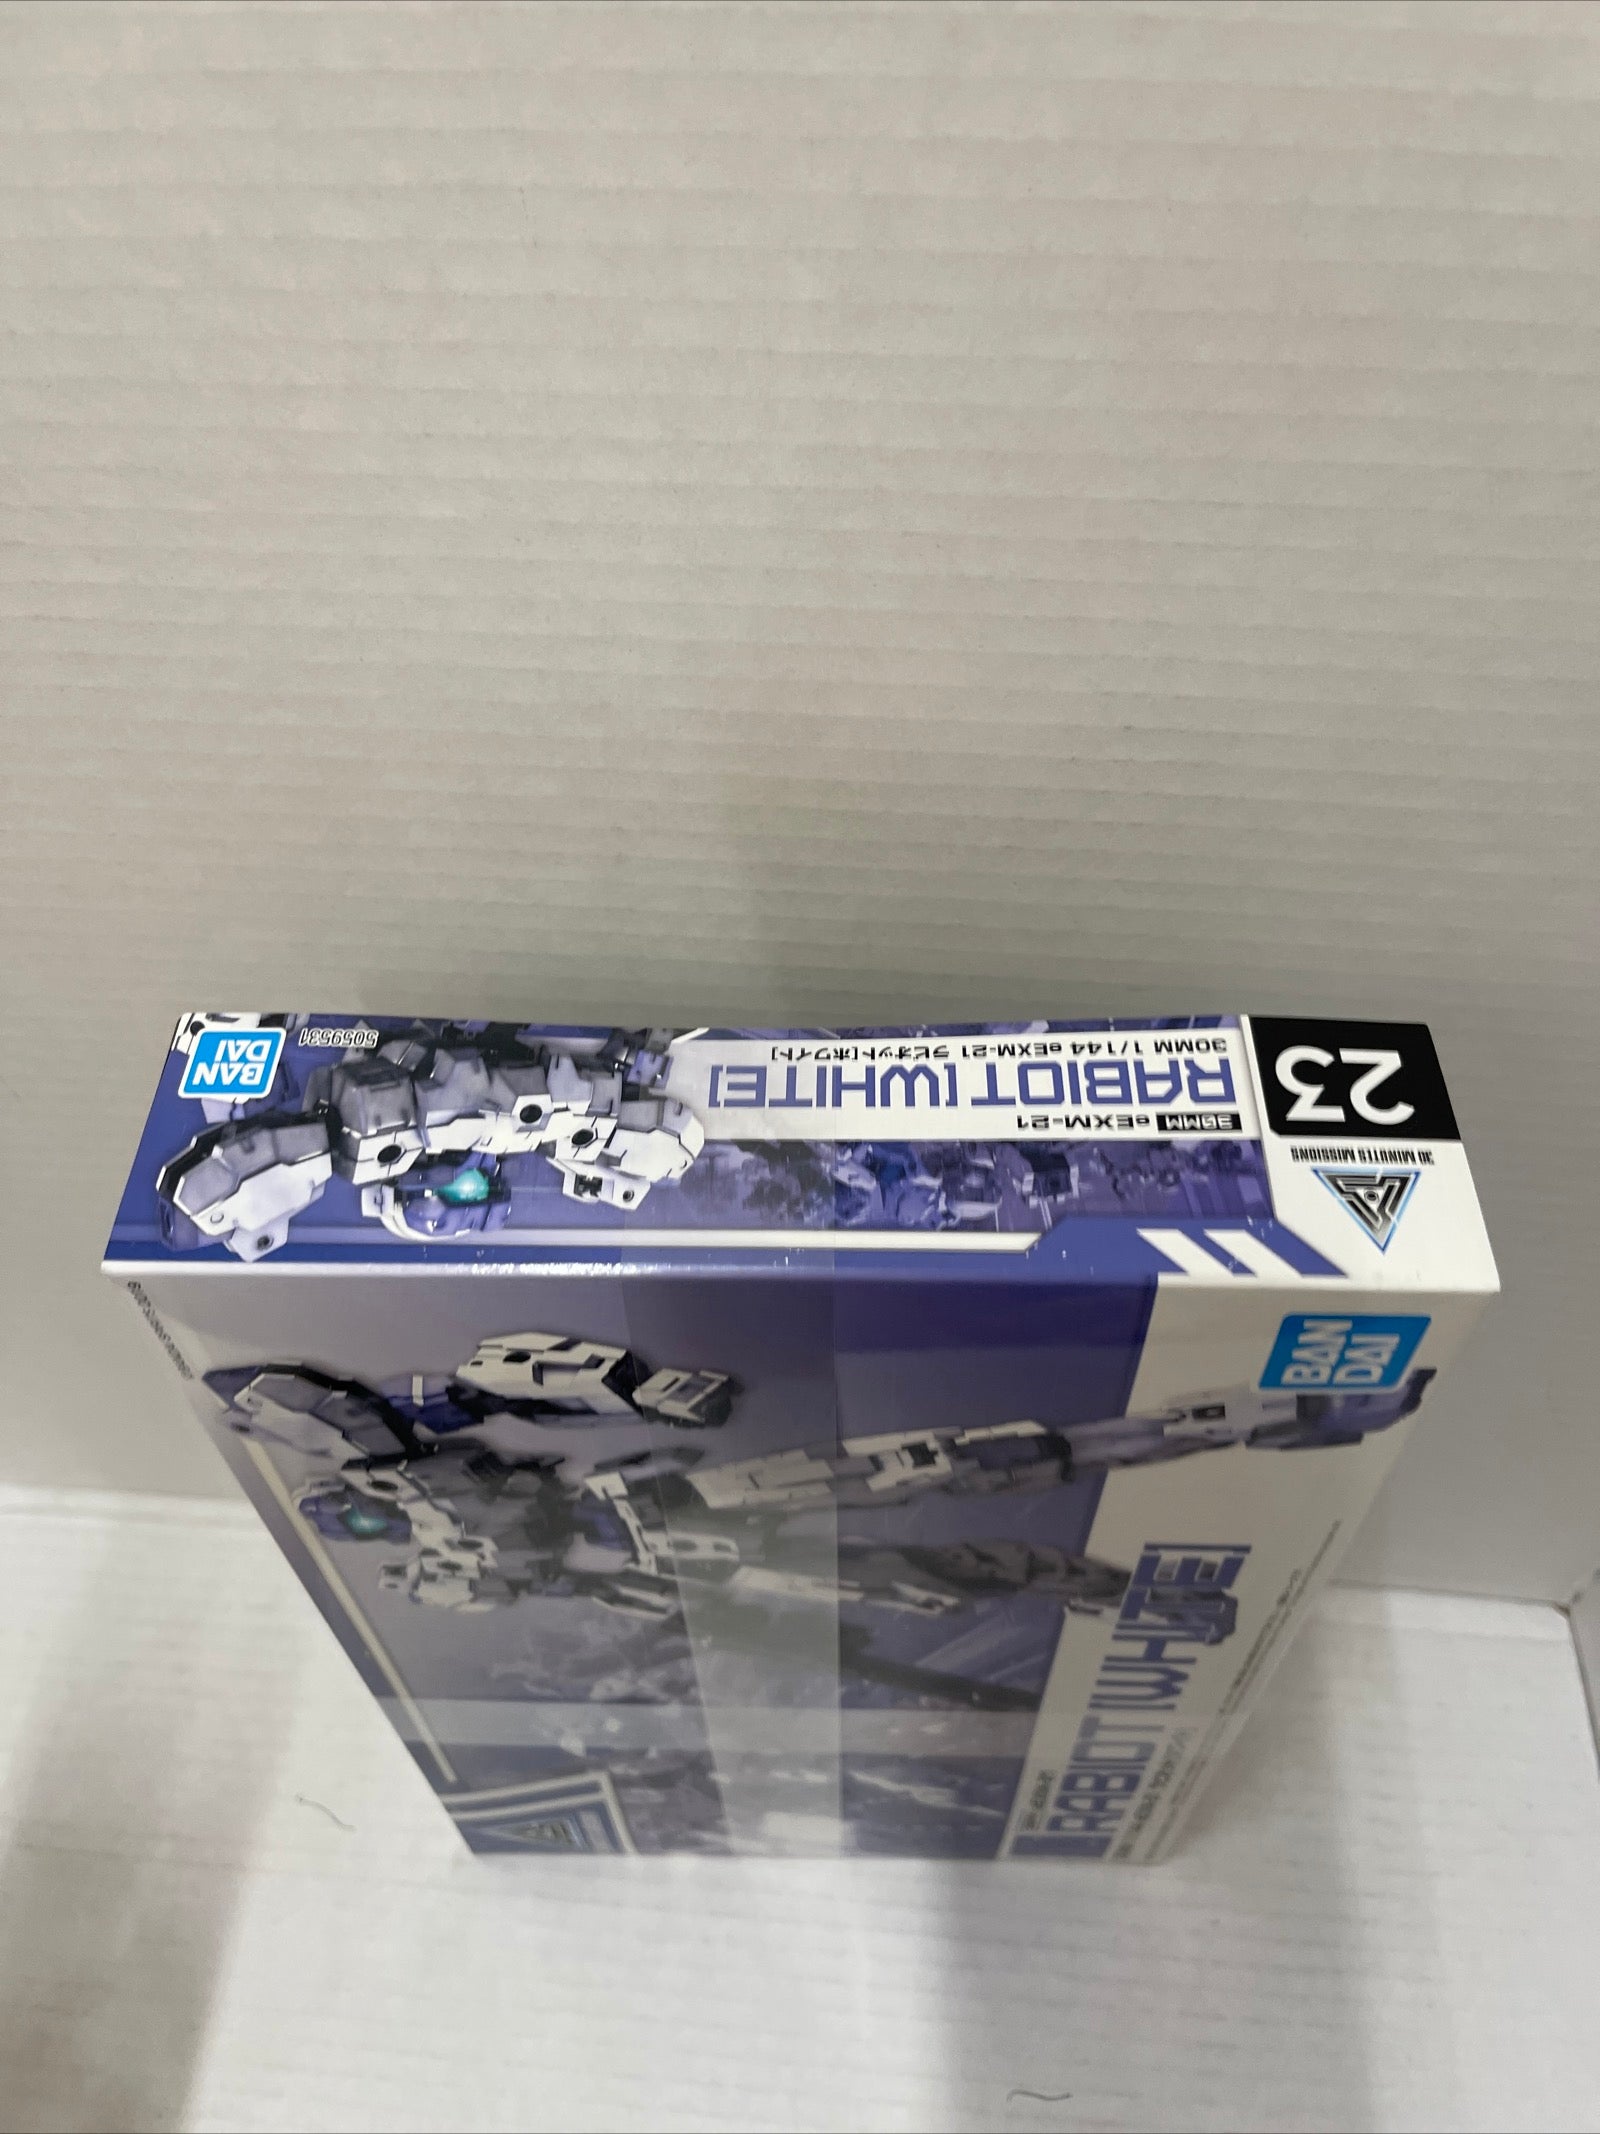 23
30 MINUTES MISSIONS
30MM eEXM-21
RABIOT [WHITE]
30MM 1/144 eEXM-21 ラビオット[ホワイト]
5059531
BAN
DAI
BAN
DAI
RABIOT [WHITE]